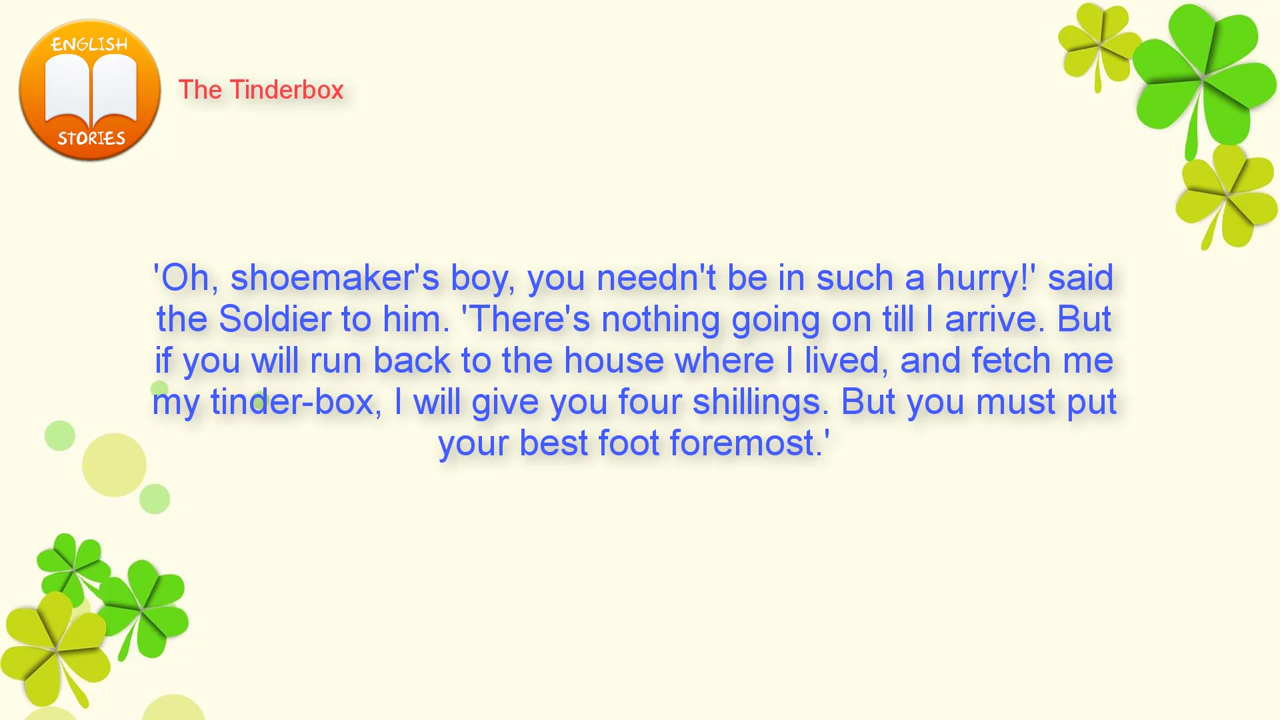 ENGLISH
STORIES
The Tinderbox
'Oh, shoemaker's boy, you needn't be in such a hurry!' said
the Soldier to him. 'There's nothing going on till I arrive. But
if you will run back to the house where I lived, and fetch me
my tinder-box, I will give you four shillings. But you must put
your best foot foremost.'